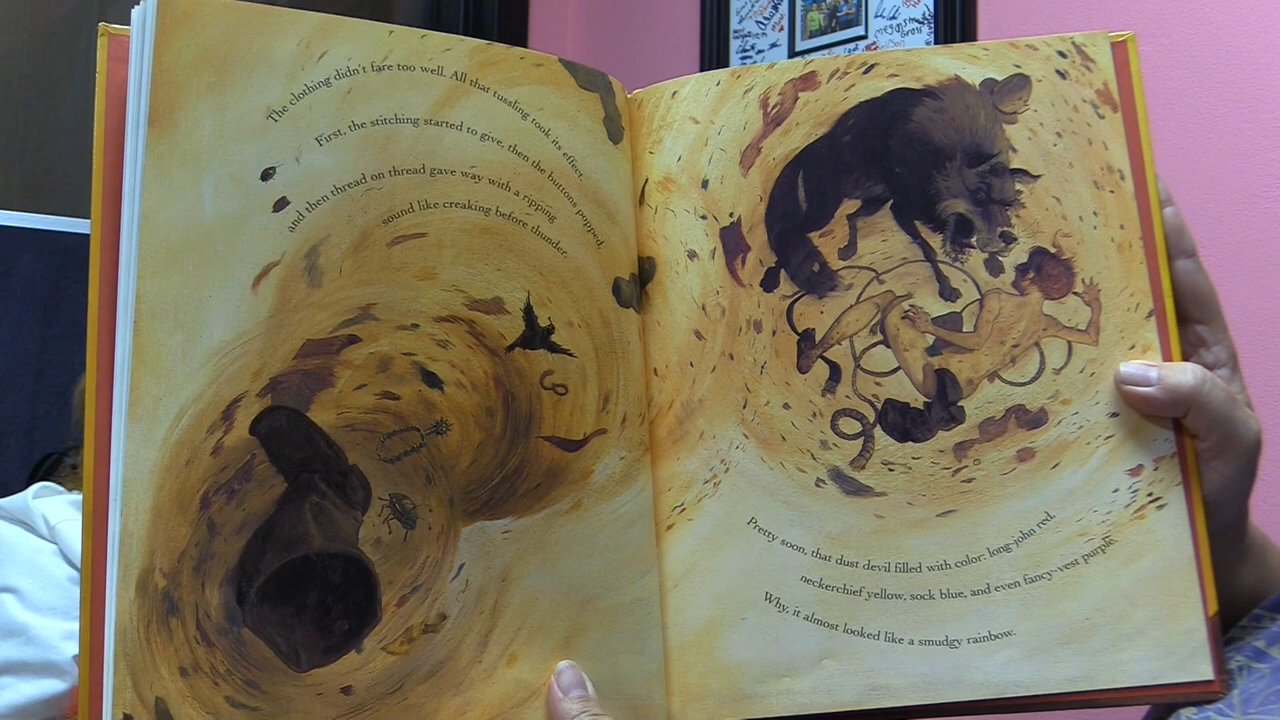 The clothing didn't fare too well. All that tussling took its effect.
First, the stitching started to give, then the buttons popped,
and then thread on thread gave way with a ripping
sound like creaking before thunder.
Pretty soon, that dust devil filled with color: long-john red,
neckerchief yellow, sock blue, and even fancy-vest purple.
Why, it almost looked like a smudgy rainbow.